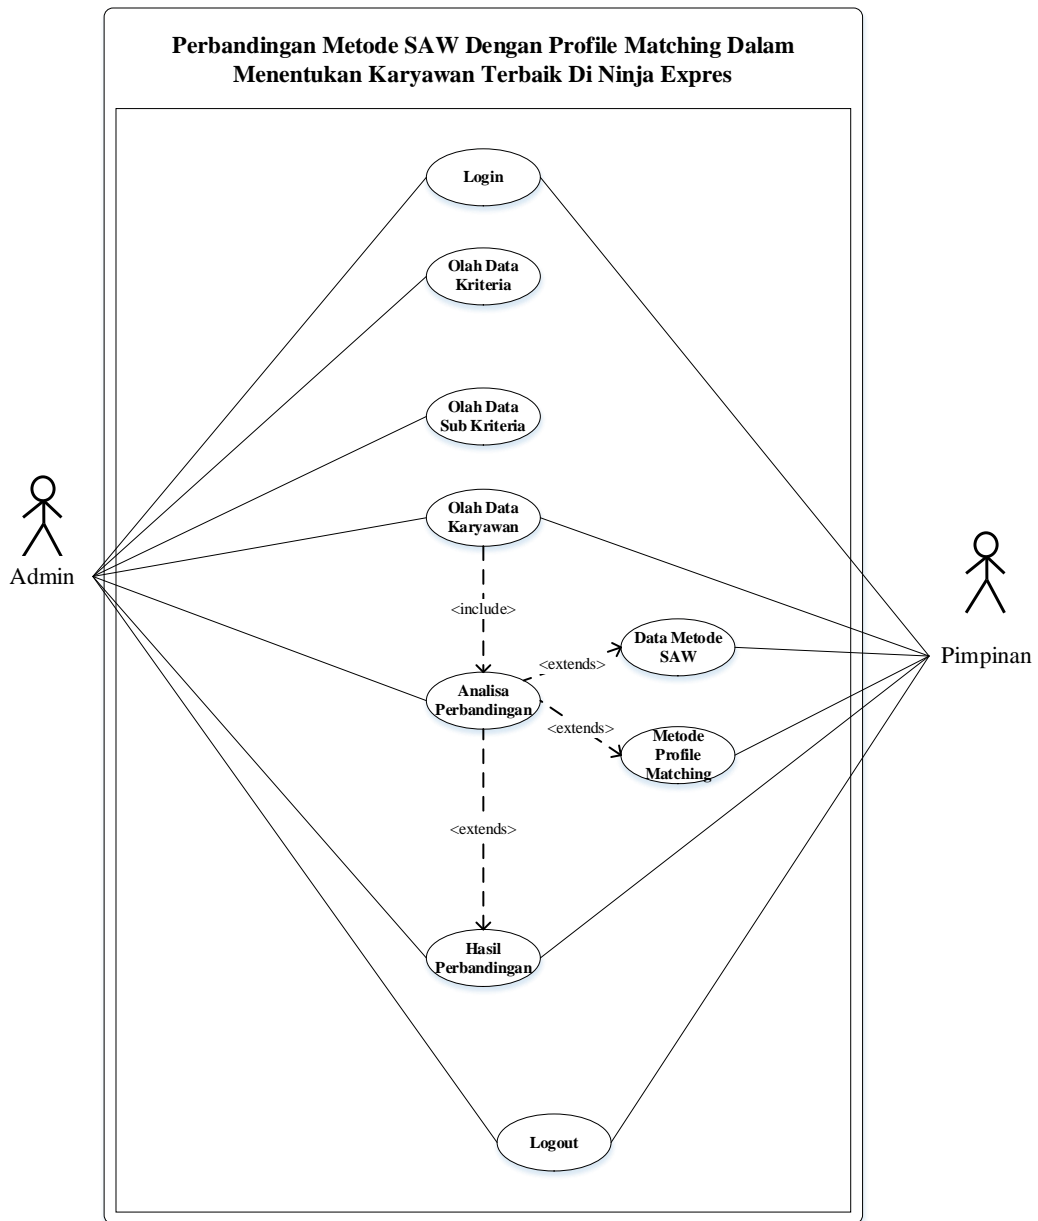 Perbandingan Metode SAW Dengan Profile Matching Dalam
Menentukan Karyawan Terbaik Di Ninja Expres
Login
Olah Data
Kriteria
Olah Data
Sub Kriteria
Olah Data
Karyawan
Admin
<include>
Data Metode
SAW
Pimpinan
<extends>
Analisa
Perbandingan
<extends>
Metode
Profile
Matching
<extends>
Hasil
Perbandingan
Logout